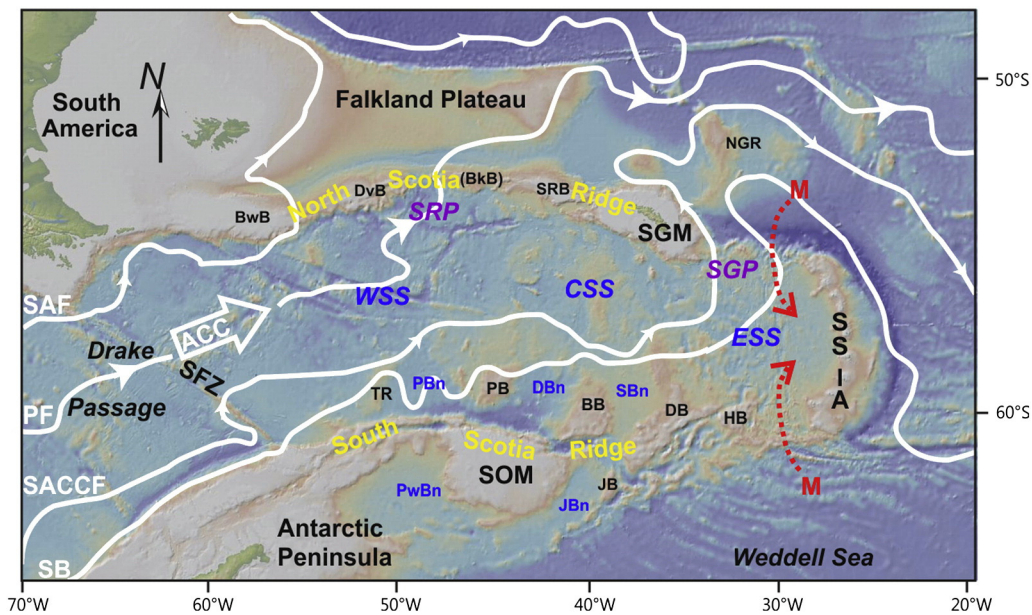 50°S
N
South
America
Falkland Plateau
NGR
Scotia
(BkB)
DvB
SRB
North
Ridge
M
BwB
SRP
SGM
SGP
WSS
CSS
SAF
ACC
ESS
S
S
I
A
Drake
SFZ
Passage
PF
TR
PBn
PB
DBn
SBn
BB
DB
HB
60°S
South
Scotia
Ridge
SOM
SACCF
PwBn
JB
JBn
M
Antarctic
Peninsula
Weddell Sea
SB
70°W
60°W
50°W
40°W
30°W
20°W